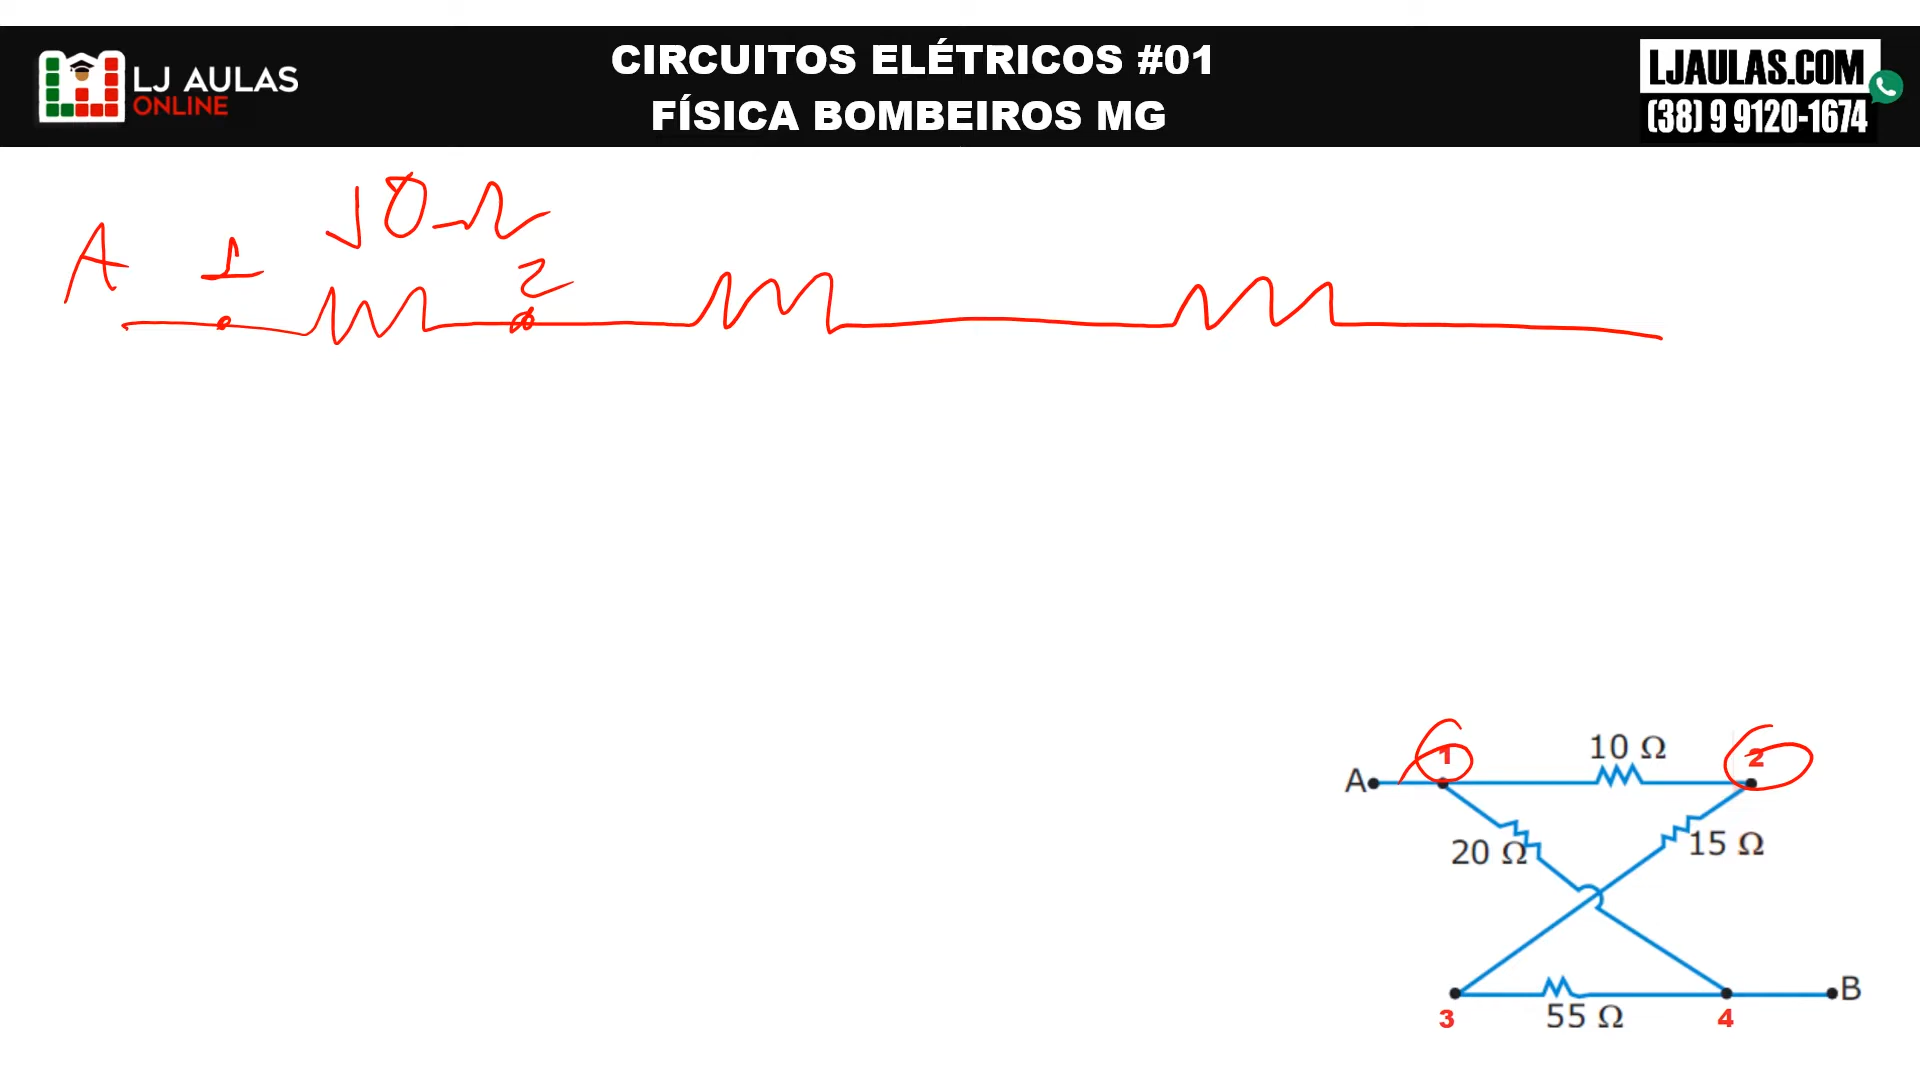 LJ AULAS
ONLINE
CIRCUITOS ELÉTRICOS #01
FÍSICA BOMBEIROS MG
LJAULAS.COM
(38) 9 9120-1674
A 1 10 Ω 2
A 1 10 Ω 2
20 Ω 15 Ω
3 55 Ω 4 B